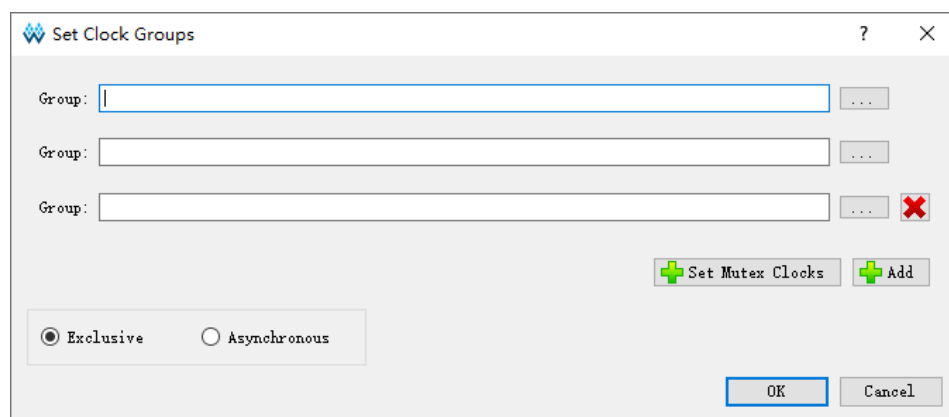 Set Clock Groups ?
Group: ...
Group: ...
Group: ...
Set Mutex Clocks Add
Exclusive Asynchronous
OK Cancel